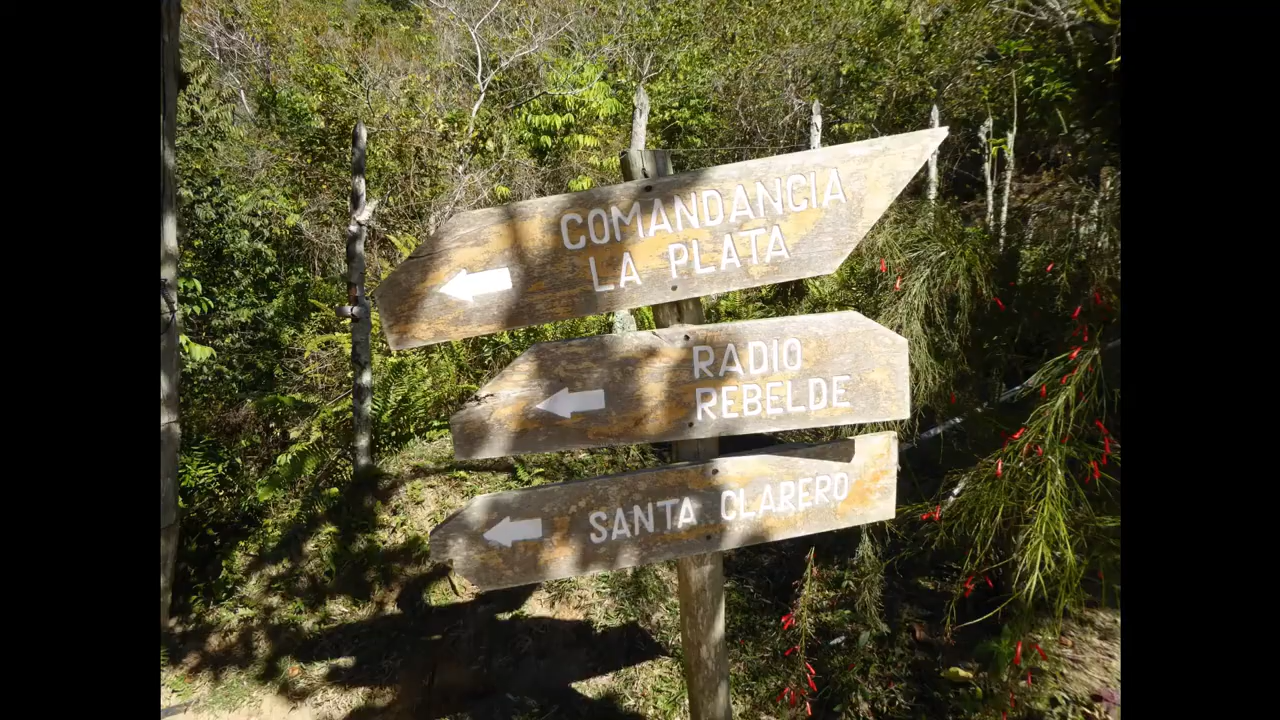 COMANDANCIA
LA PLATA
RADIO
REBELDE
SANTA CLARERO